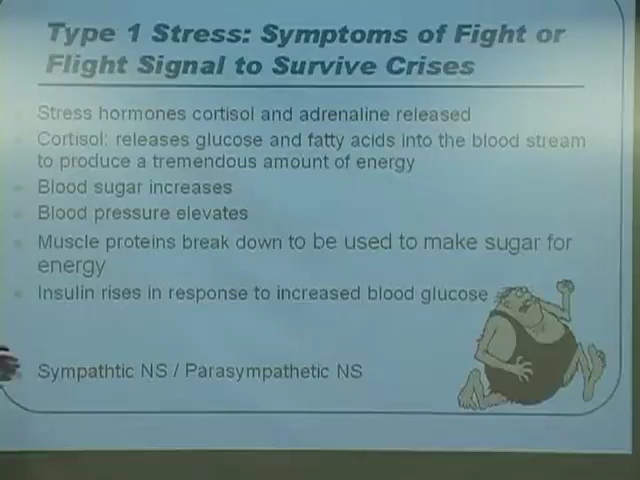 Type 1 Stress: Symptoms of Fight or
Flight Signal to Survive Crises
Stress hormones cortisol and adrenaline released
Cortisol: releases glucose and fatty acids into the blood stream
to produce a tremendous amount of energy
Blood sugar increases
Blood pressure elevates
Muscle proteins break down to be used to make sugar for
energy
Insulin rises in response to increased blood glucose
Sympathtic NS / Parasympathetic NS